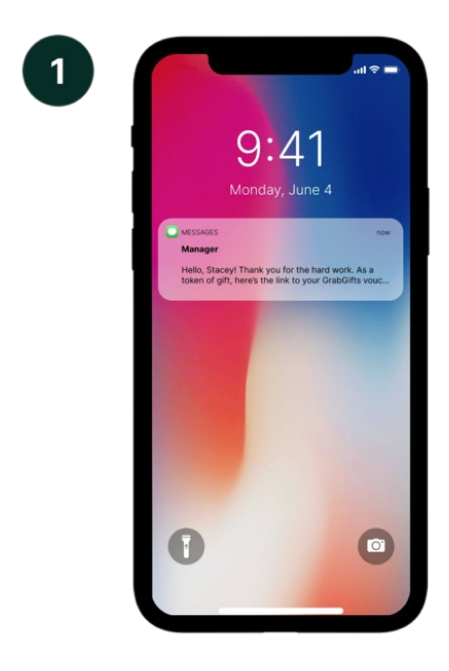 1
9:41
Monday, June 4
MESSAGES now
Manager
Hello, Stacey! Thank you for the hard work. As a
token of gift, here's the link to your GrabGifts vouc...